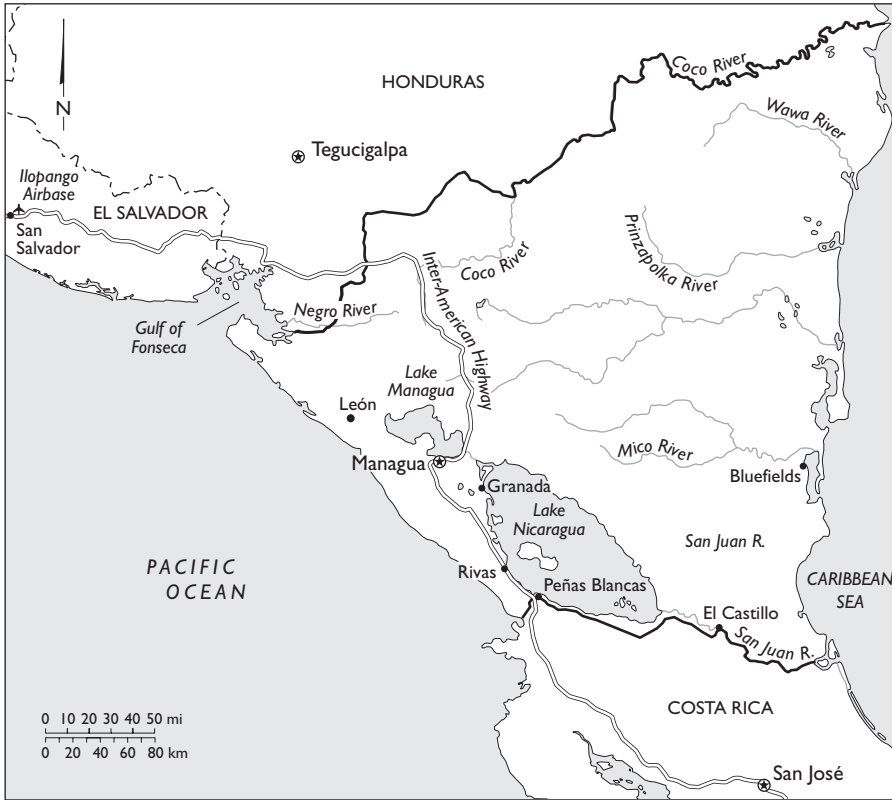 Coco River
HONDURAS
Wawa River
N
Tegucigalpa
Ilopango
Airbase
EL SALVADOR
San
Salvador
Prinzapolka River
Inter-American Highway
Coco River
Negro River
Gulf of
Fonseca
Lake
Managua
León
Managua
Mico River
Bluefields
Granada
Lake
Nicaragua
San Juan R.
PACIFIC
OCEAN
Rivas
Peñas Blancas
CARIBBEAN
SEA
El Castillo
San Juan R.
COSTA RICA
0 10 20 30 40 50 mi
0 20 40 60 80 km
San José